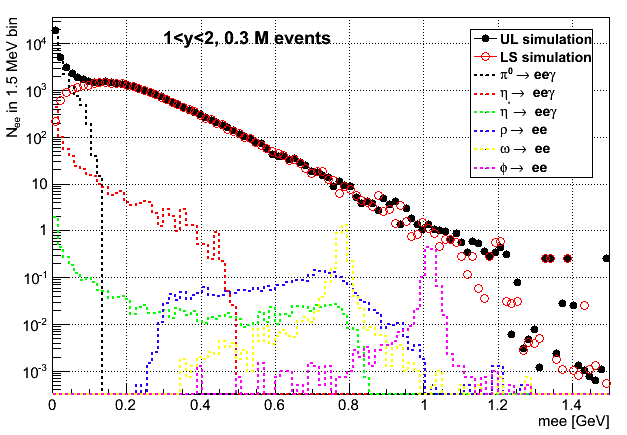 1<y<2, 0.3 M events
UL simulation
LS simulation
π⁰→ eeγ
η→ eeγ
η'→ eeγ
ρ→ ee
ω→ ee
ϕ→ ee
N_ee in 1.5 MeV bin
10⁴
10³
10²
10
1
10⁻¹
10⁻²
10⁻³
0 0.2 0.4 0.6 0.8 1 1.2 1.4
mee [GeV]